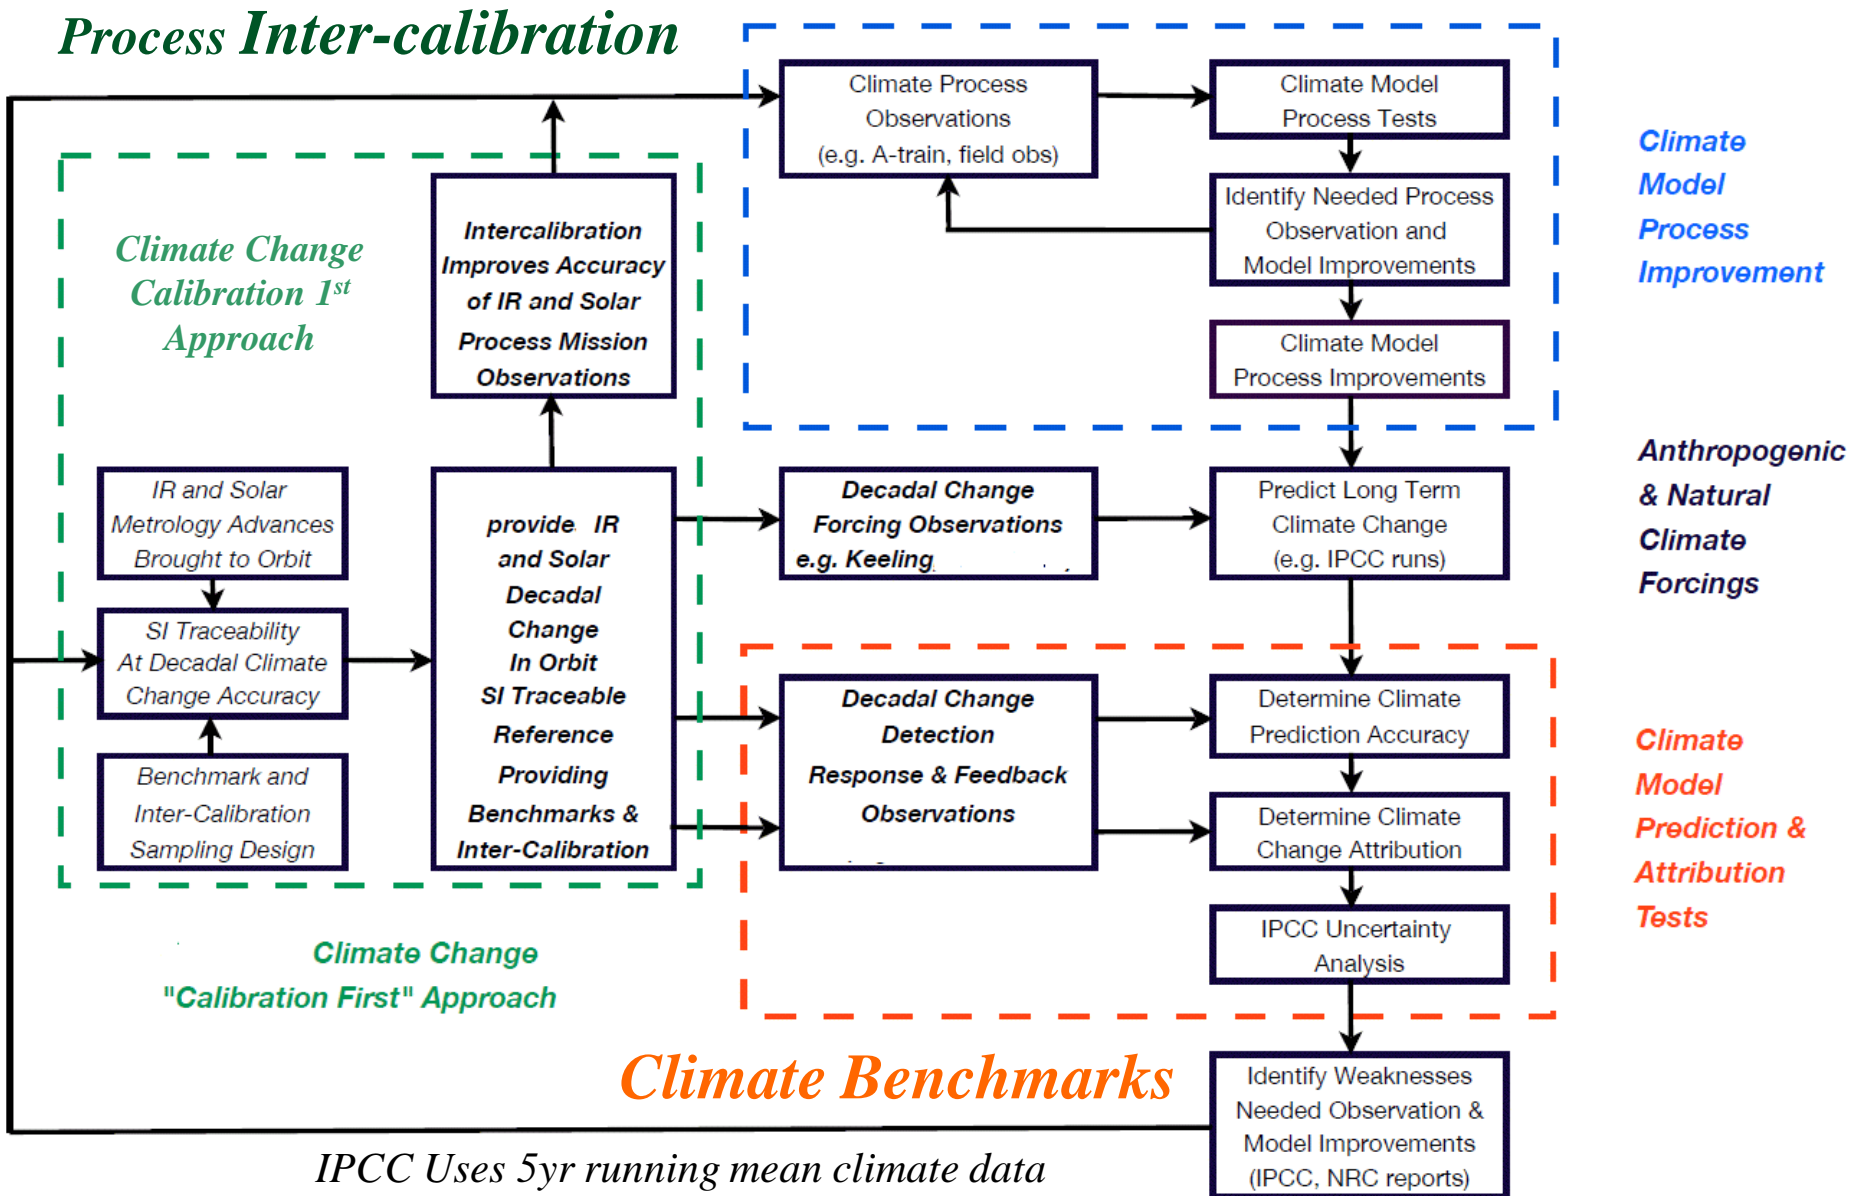 Process Inter-calibration
Climate Process
Observations
(e.g. A-train, field obs)
Climate Model
Process Tests
Identify Needed Process
Observation and
Model Improvements
Climate Model
Process Improvements
Climate
Model
Process
Improvement
Climate Change
Calibration 1st
Approach
Intercalibration
Improves Accuracy
of IR and Solar
Process Mission
Observations
IR and Solar
Metrology Advances
Brought to Orbit
SI Traceability
At Decadal Climate
Change Accuracy
Benchmark and
Inter-Calibration
Sampling Design
provide IR
and Solar
Decadal
Change
In Orbit
SI Traceable
Reference
Providing
Benchmarks &
Inter-Calibration
Decadal Change
Forcing Observations
e.g. Keeling
Predict Long Term
Climate Change
(e.g. IPCC runs)
Anthropogenic
& Natural
Climate
Forcings
Decadal Change
Detection
Response & Feedback
Observations
Determine Climate
Prediction Accuracy
Determine Climate
Change Attribution
IPCC Uncertainty
Analysis
Climate
Model
Prediction &
Attribution
Tests
Climate Change
"Calibration First" Approach
Climate Benchmarks
Identify Weaknesses
Needed Observation &
Model Improvements
(IPCC, NRC reports)
IPCC Uses 5yr running mean climate data